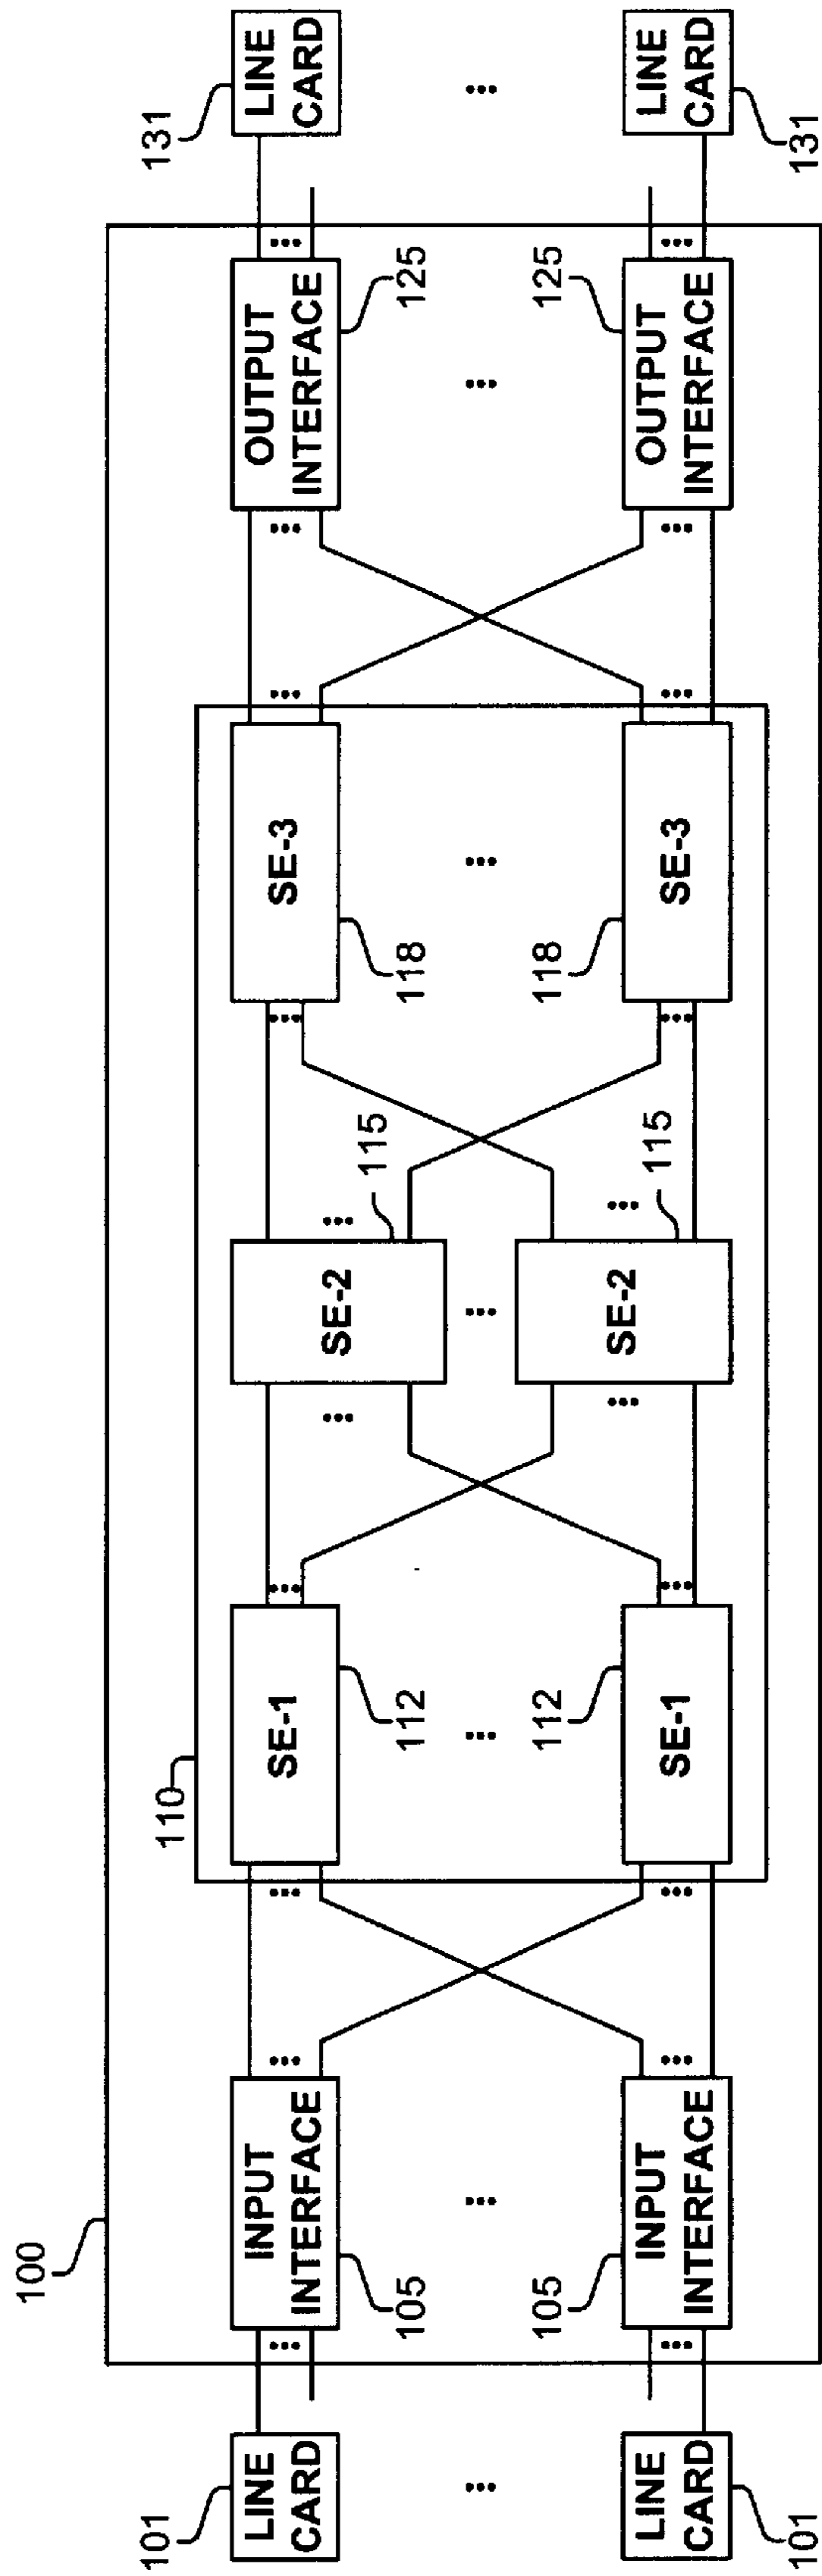 100
110
101
LINE
CARD
...
LINE
CARD
101
...
...
INPUT
INTERFACE
105
...
105
INPUT
INTERFACE
...
...
...
...
SE-1
112
...
112
SE-1
...
...
...
...
SE-2
115
...
SE-2
115
...
...
...
...
SE-3
118
...
118
SE-3
...
...
...
...
OUTPUT
INTERFACE
125
...
125
OUTPUT
INTERFACE
...
...
131
LINE
CARD
...
LINE
CARD
131